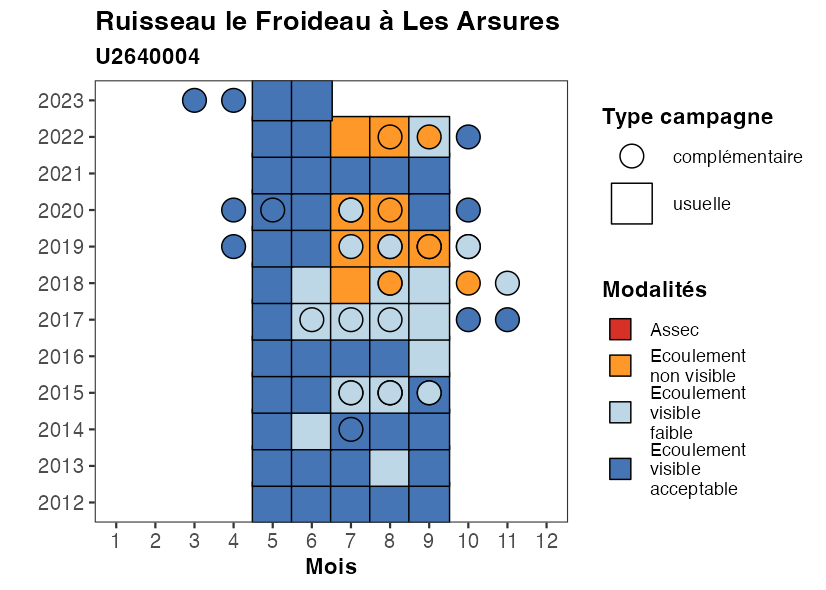 Ruisseau le Froideau à Les Arsures
U2640004
2023
2022
2021
2020
2019
2018
2017
2016
2015
2014
2013
2012
1 2 3 4 5 6 7 8 9 10 11 12
Mois
Type campagne
complémentaire
usuelle
Modalités
Assec
Ecoulement
non visible
Ecoulement
visible
faible
Ecoulement
visible
acceptable